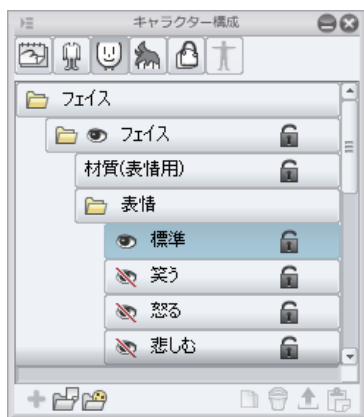 キャラクター構成
フェイス
フェイス
材質(表情用)
表情
標準
笑う
怒る
悲しむ